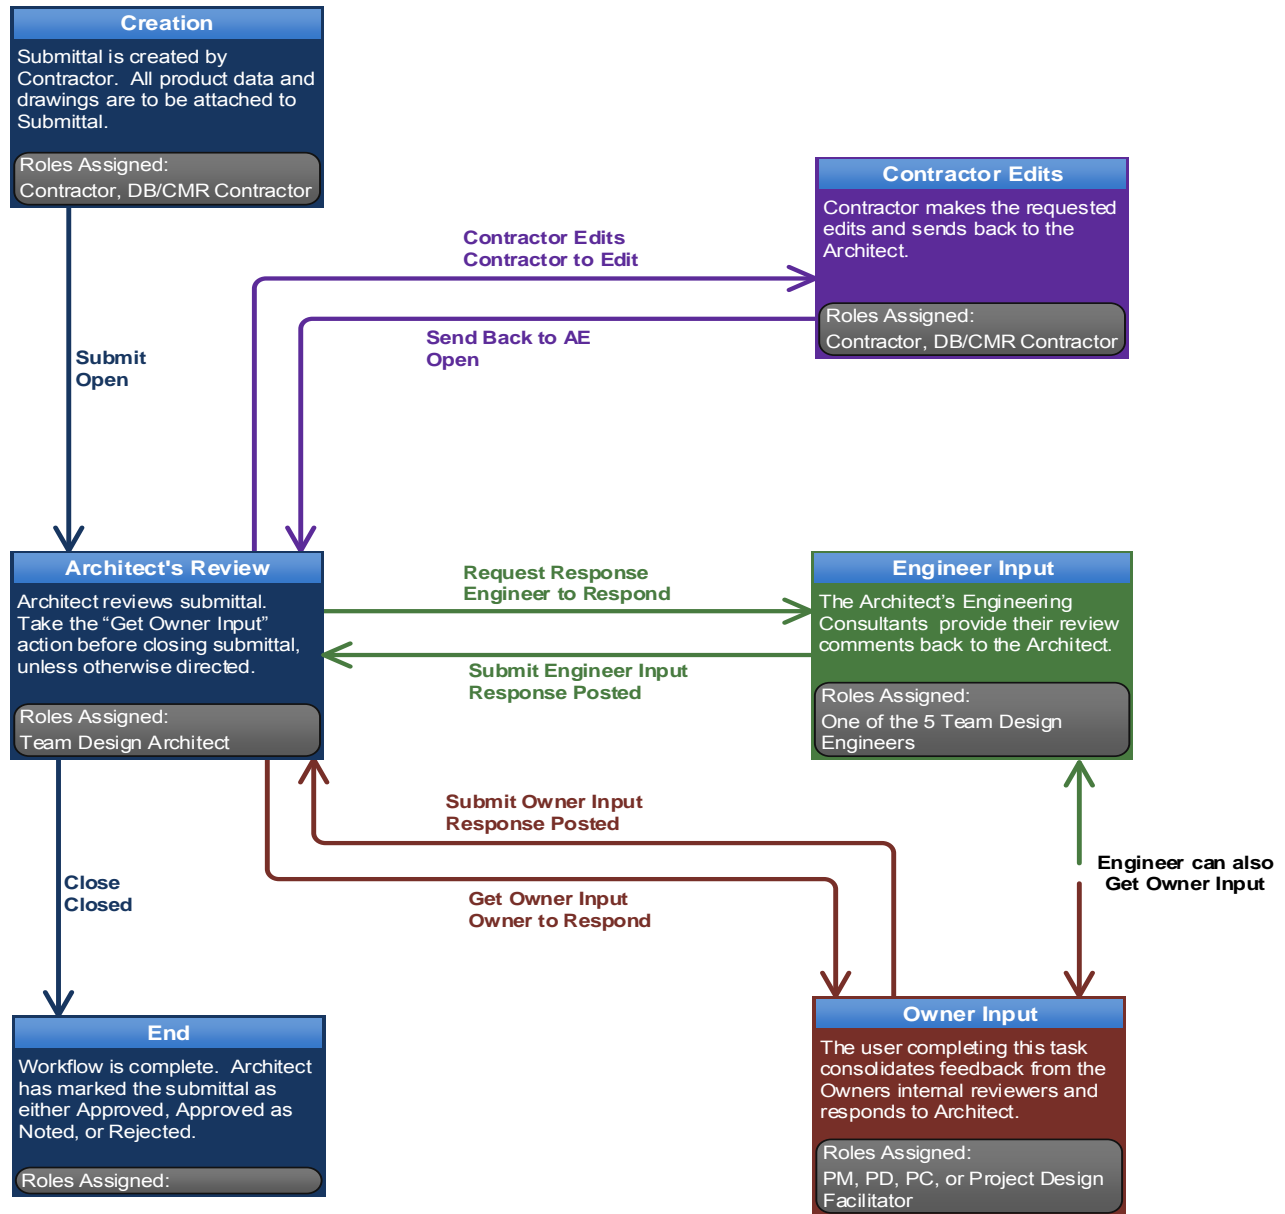 Creation
Submittal is created by
Contractor.  All product data and
drawings are to be attached to
Submittal.
Roles Assigned:
Contractor, DB/CMR Contractor
Contractor Edits
Contractor makes the requested
edits and sends back to the
Architect.
Roles Assigned:
Contractor, DB/CMR Contractor
Contractor Edits
Contractor to Edit
Send Back to AE
Open
Submit
Open
Architect's Review
Architect reviews submittal.
Take the “Get Owner Input”
action before closing submittal,
unless otherwise directed.
Roles Assigned:
Team Design Architect
Request Response
Engineer to Respond
Submit Engineer Input
Response Posted
Engineer Input
The Architect’s Engineering
Consultants  provide their review
comments back to the Architect.
Roles Assigned:
One of the 5 Team Design
Engineers
Submit Owner Input
Response Posted
Get Owner Input
Owner to Respond
Engineer can also
Get Owner Input
Close
Closed
End
Workflow is complete.  Architect
has marked the submittal as
either Approved, Approved as
Noted, or Rejected.
Roles Assigned:
Owner Input
The user completing this task
consolidates feedback from the
Owners internal reviewers and
responds to Architect.
Roles Assigned:
PM, PD, PC, or Project Design
Facilitator